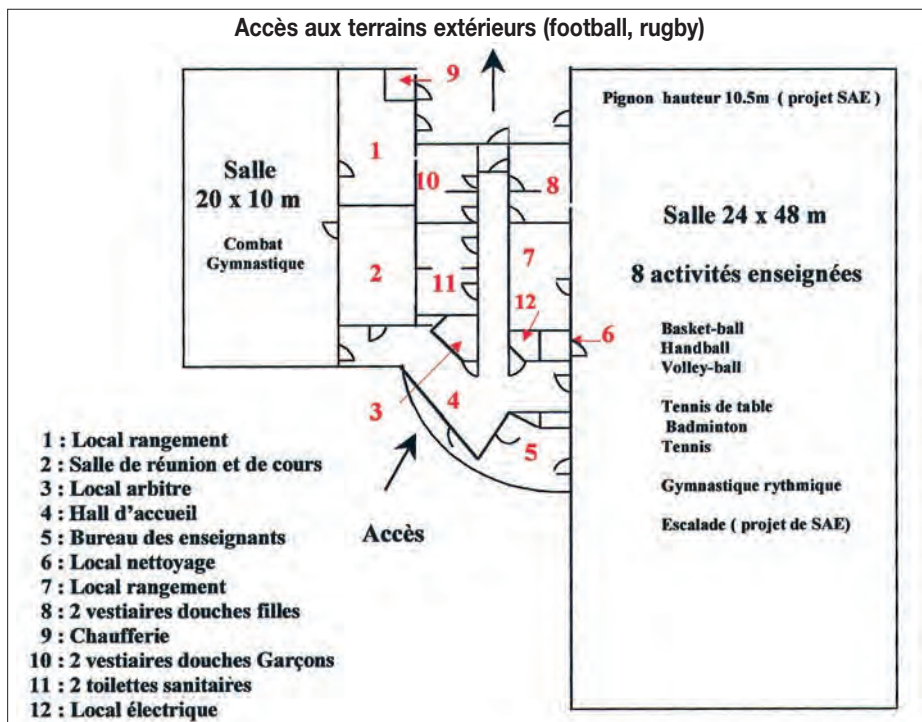 Accès aux terrains extérieurs (football, rugby)
9
Pignon hauteur 10.5m ( projet SAE )
1
Salle
20 x 10 m
Combat
Gymnastique
10
8
Salle 24 x 48 m
7
2
11
8 activités enseignées
12
6
Basket-ball
Handball
Volley-ball
Tennis de table
Badminton
Tennis
3
4
5
Gymnastique rythmique
Escalade ( projet de SAE)
Accès
1 : Local rangement
2 : Salle de réunion et de cours
3 : Local arbitre
4 : Hall d'accueil
5 : Bureau des enseignants
6 : Local nettoyage
7 : Local rangement
8 : 2 vestiaires douches filles
9 : Chaufferie
10 : 2 vestiaires douches Garçons
11 : 2 toilettes sanitaires
12 : Local électrique